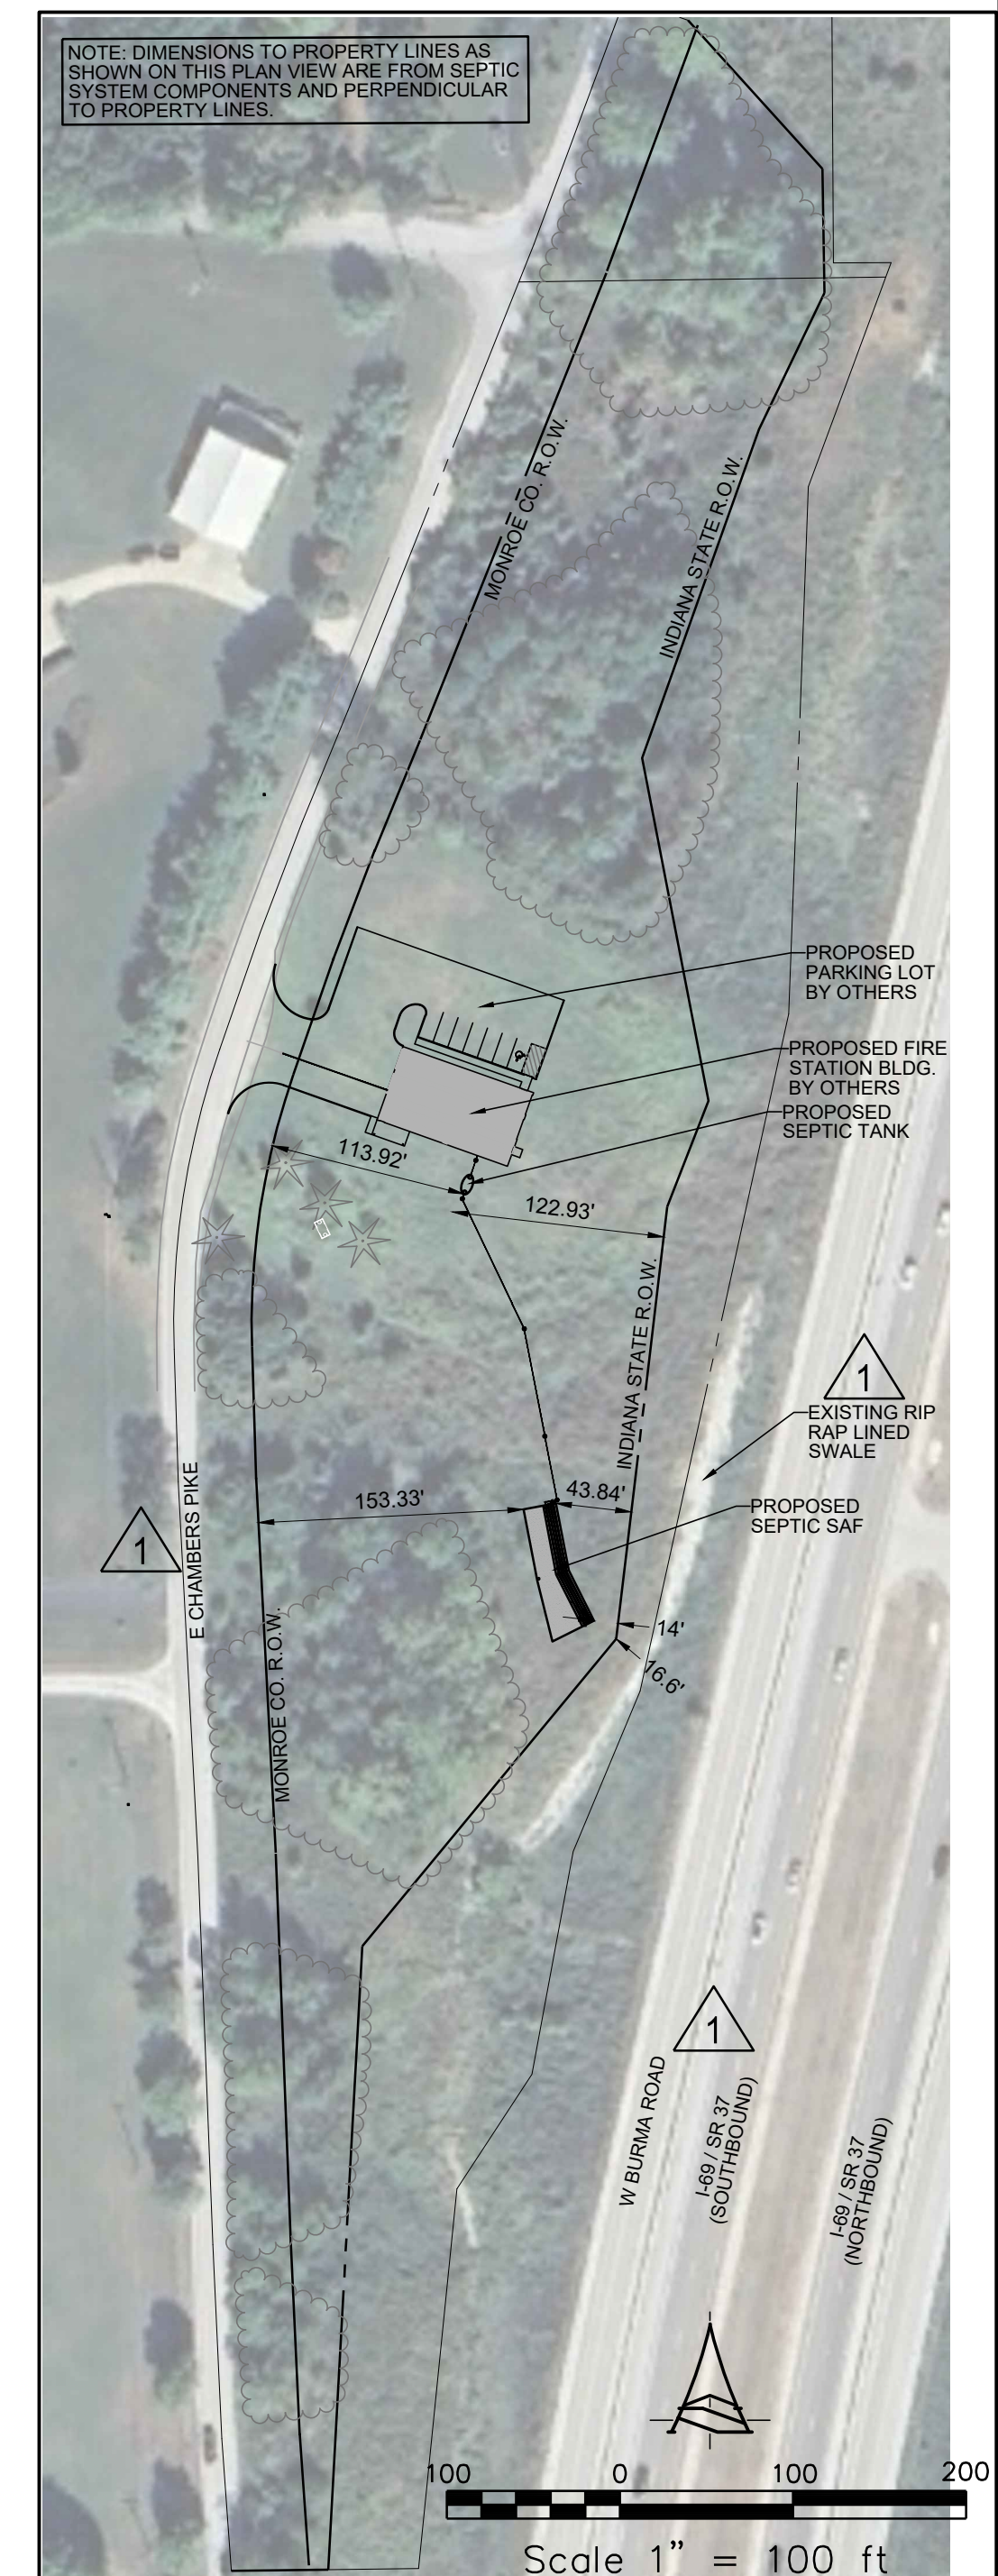 NOTE: DIMENSIONS TO PROPERTY LINES AS
SHOWN ON THIS PLAN VIEW ARE FROM SEPTIC
SYSTEM COMPONENTS AND PERPENDICULAR
TO PROPERTY LINES.
MONROE CO. R.O.W.
INDIANA STATE R.O.W.
PROPOSED
PARKING LOT
BY OTHERS
PROPOSED FIRE
STATION BLDG.
BY OTHERS
PROPOSED
SEPTIC TANK
113.92'
122.93'
INDIANA STATE R.O.W.
1
EXISTING RIP
RAP LINED
SWALE
153.33'
43.84'
PROPOSED
SEPTIC SAF
1
E CHAMBERS PIKE
MONROE CO. R.O.W.
14'
16.6'
1
W BURMA ROAD
I-69 / SR 37
(SOUTHBOUND)
I-69 / SR 37
(NORTHBOUND)
100 0 100 200
Scale 1" = 100 ft